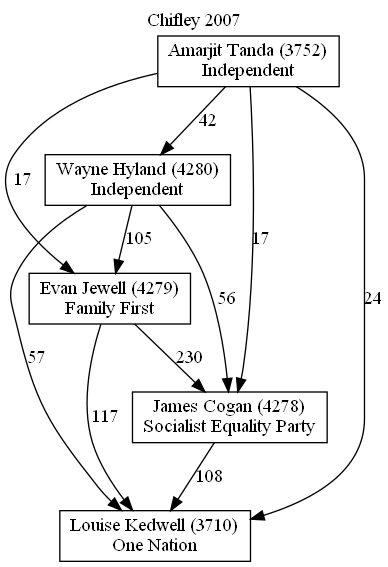 Chifley 2007
Amarjit Tanda (3752)
Independent
42
Wayne Hyland (4280)
Independent
17
105
17
Evan Jewell (4279)
Family First
56
24
57
230
117
James Cogan (4278)
Socialist Equality Party
108
Louise Kedwell (3710)
One Nation